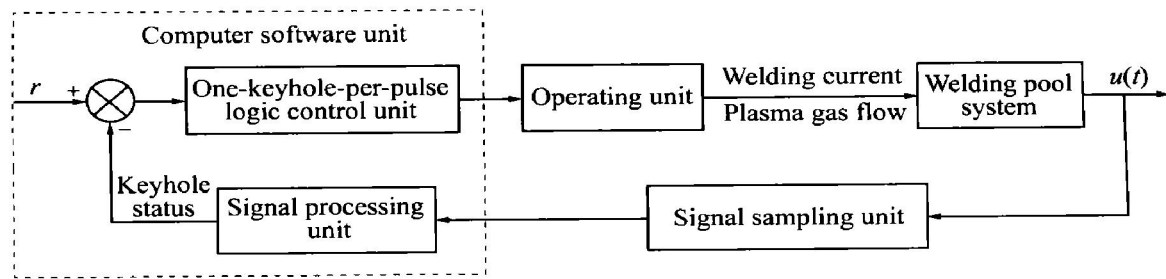 Computer software unit
r
+
−
One-keyhole-per-pulse
logic control unit
Operating unit
Welding current
Plasma gas flow
Welding pool
system
u(t)
Keyhole
status
Signal processing
unit
Signal sampling unit